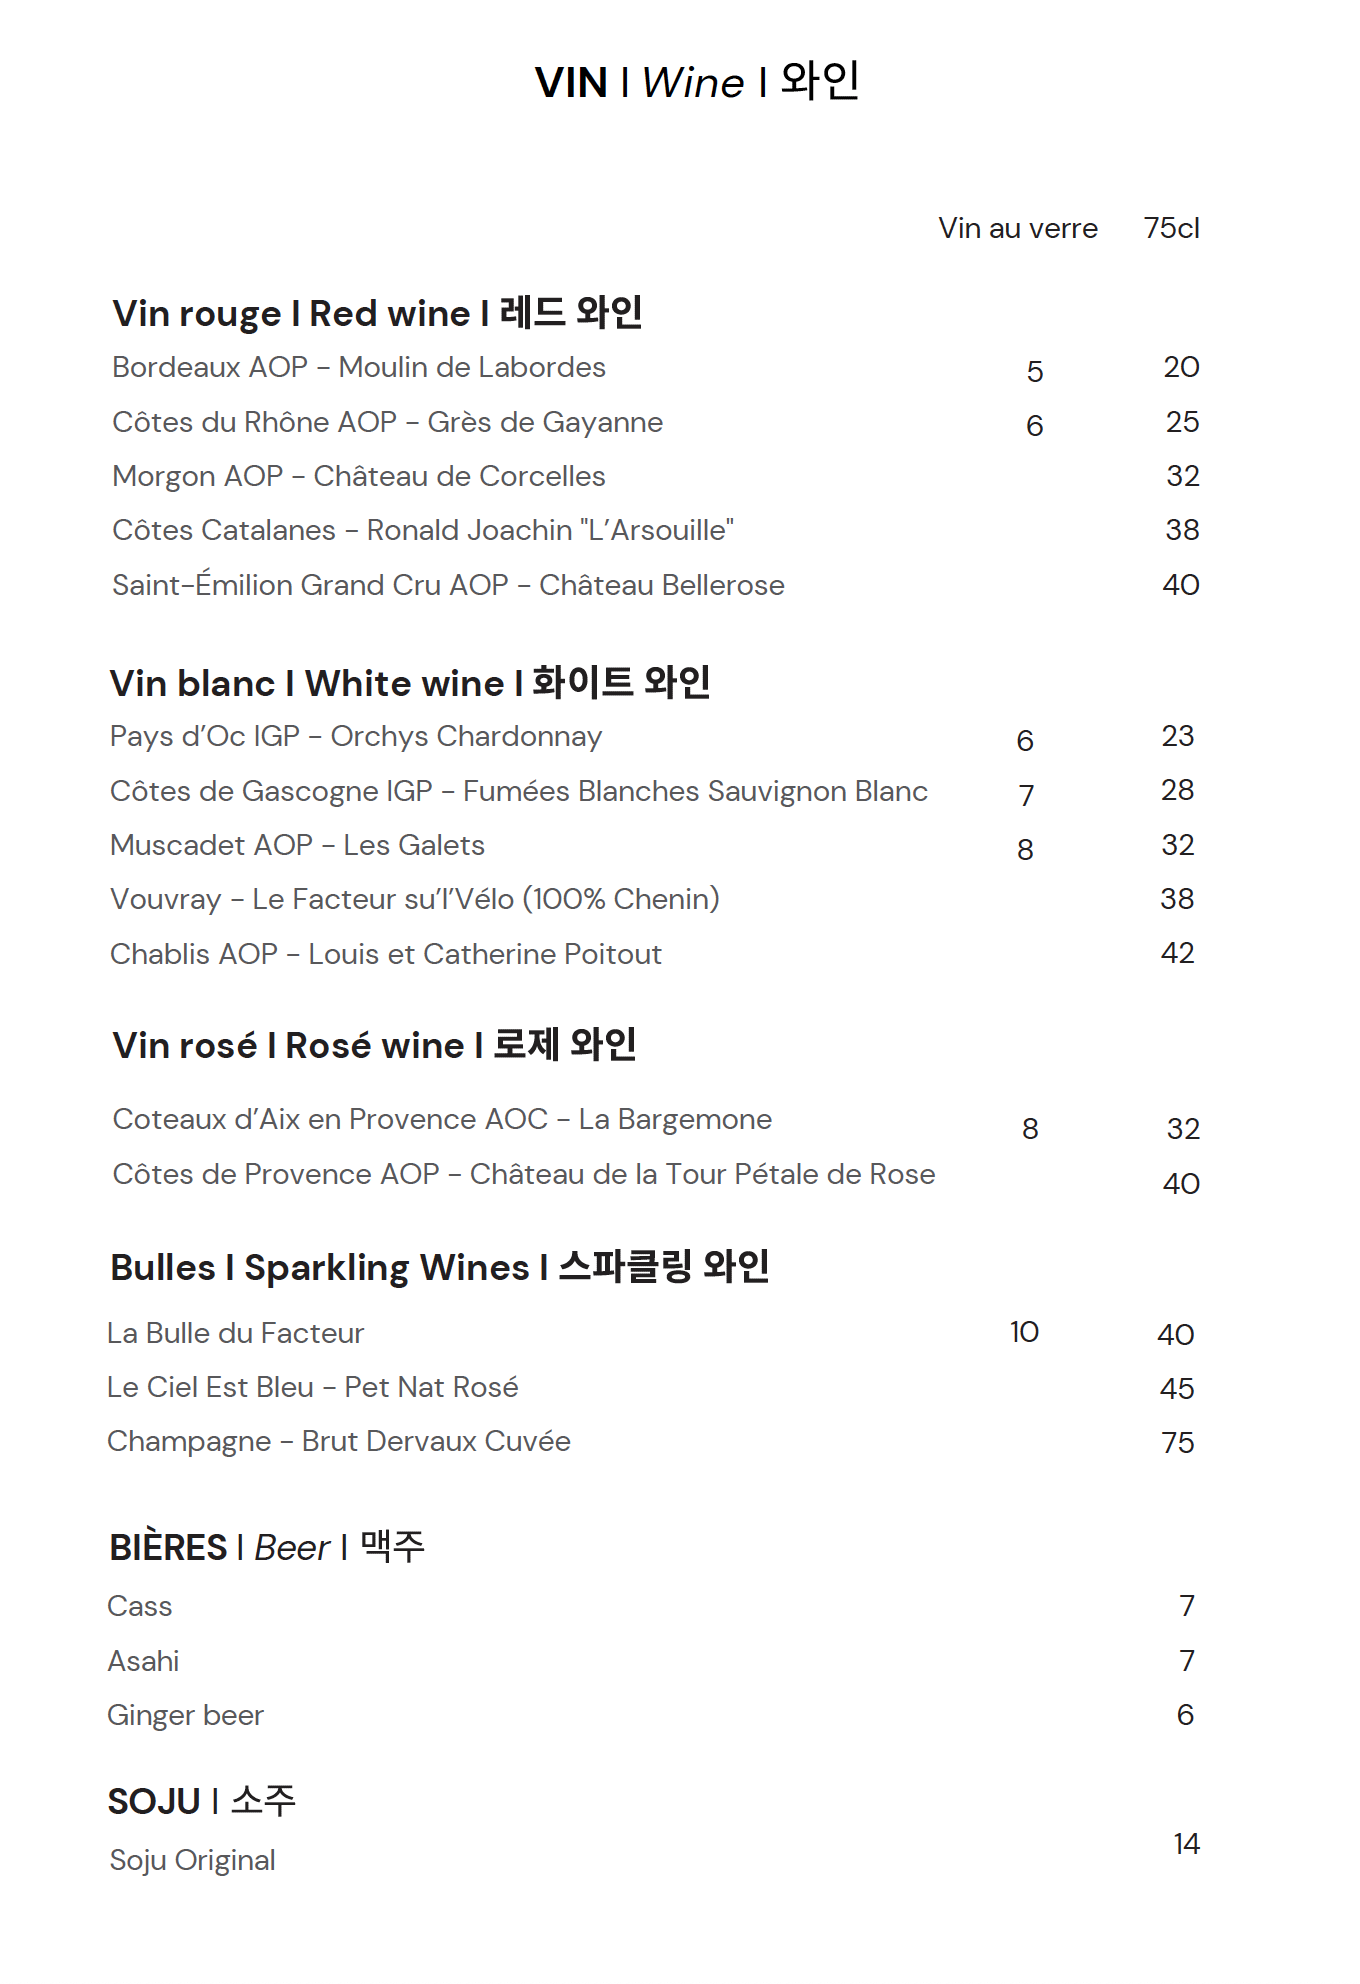 VIN I Wine I 와인
Vin au verre 75cl
Vin rouge I Red wine I 레드 와인
Bordeaux AOP - Moulin de Labordes 5 20
Côtes du Rhône AOP - Grès de Gayanne 6 25
Morgon AOP - Château de Corcelles 32
Côtes Catalanes - Ronald Joachin "L’Arsouille" 38
Saint-Émilion Grand Cru AOP - Château Bellerose 40
Vin blanc I White wine I 화이트 와인
Pays d’Oc IGP - Orchys Chardonnay 6 23
Côtes de Gascogne IGP - Fumées Blanches Sauvignon Blanc 7 28
Muscadet AOP - Les Galets 8 32
Vouvray - Le Facteur su’l’Vélo (100% Chenin) 38
Chablis AOP - Louis et Catherine Poitout 42
Vin rosé I Rosé wine I 로제 와인
Coteaux d’Aix en Provence AOC - La Bargemone 8 32
Côtes de Provence AOP - Château de la Tour Pétale de Rose 40
Bulles I Sparkling Wines I 스파클링 와인
La Bulle du Facteur 10 40
Le Ciel Est Bleu - Pet Nat Rosé 45
Champagne - Brut Dervaux Cuvée 75
BIÈRES I Beer I 맥주
Cass 7
Asahi 7
Ginger beer 6
SOJU I 소주
Soju Original 14